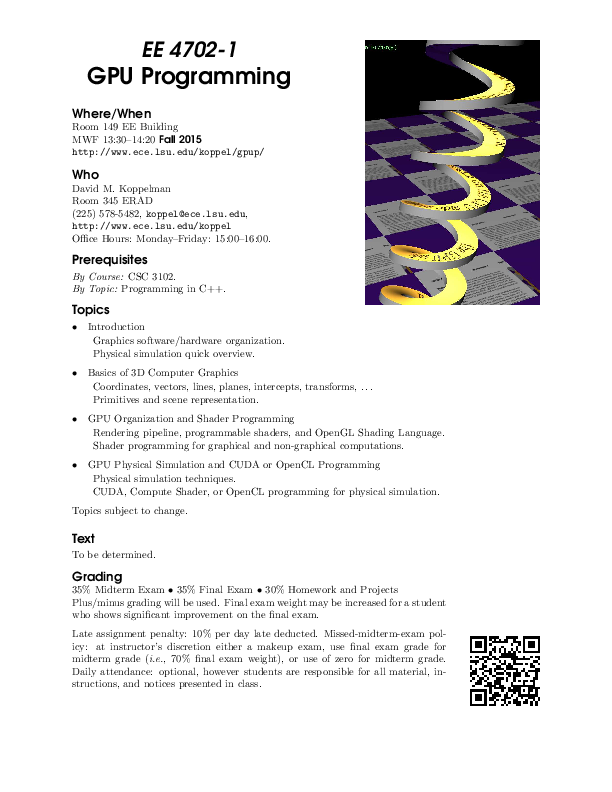 EE 4702-1
GPU Programming
Where/When
Room 149 EE Building
MWF 13:30–14:20 Fall 2015
http://www.ece.lsu.edu/koppel/gpup/
Who
David M. Koppelman
Room 345 ERAD
(225) 578-5482, koppel@ece.lsu.edu,
http://www.ece.lsu.edu/koppel
Office Hours: Monday–Friday: 15:00–16:00.
Prerequisites
By Course: CSC 3102.
By Topic: Programming in C++.
Topics
• Introduction
Graphics software/hardware organization.
Physical simulation quick overview.
• Basics of 3D Computer Graphics
Coordinates, vectors, lines, planes, intercepts, transforms, ...
Primitives and scene representation.
• GPU Organization and Shader Programming
Rendering pipeline, programmable shaders, and OpenGL Shading Language.
Shader programming for graphical and non-graphical computations.
• GPU Physical Simulation and CUDA or OpenCL Programming
Physical simulation techniques.
CUDA, Compute Shader, or OpenCL programming for physical simulation.
Topics subject to change.
Text
To be determined.
Grading
35% Midterm Exam • 35% Final Exam • 30% Homework and Projects
Plus/minus grading will be used. Final exam weight may be increased for a student
who shows significant improvement on the final exam.
Late assignment penalty: 10% per day late deducted. Missed-midterm-exam pol-
icy: at instructor's discretion either a makeup exam, use final exam grade for
midterm grade (i.e., 70% final exam weight), or use of zero for midterm grade.
Daily attendance: optional, however students are responsible for all material, in-
structions, and notices presented in class.